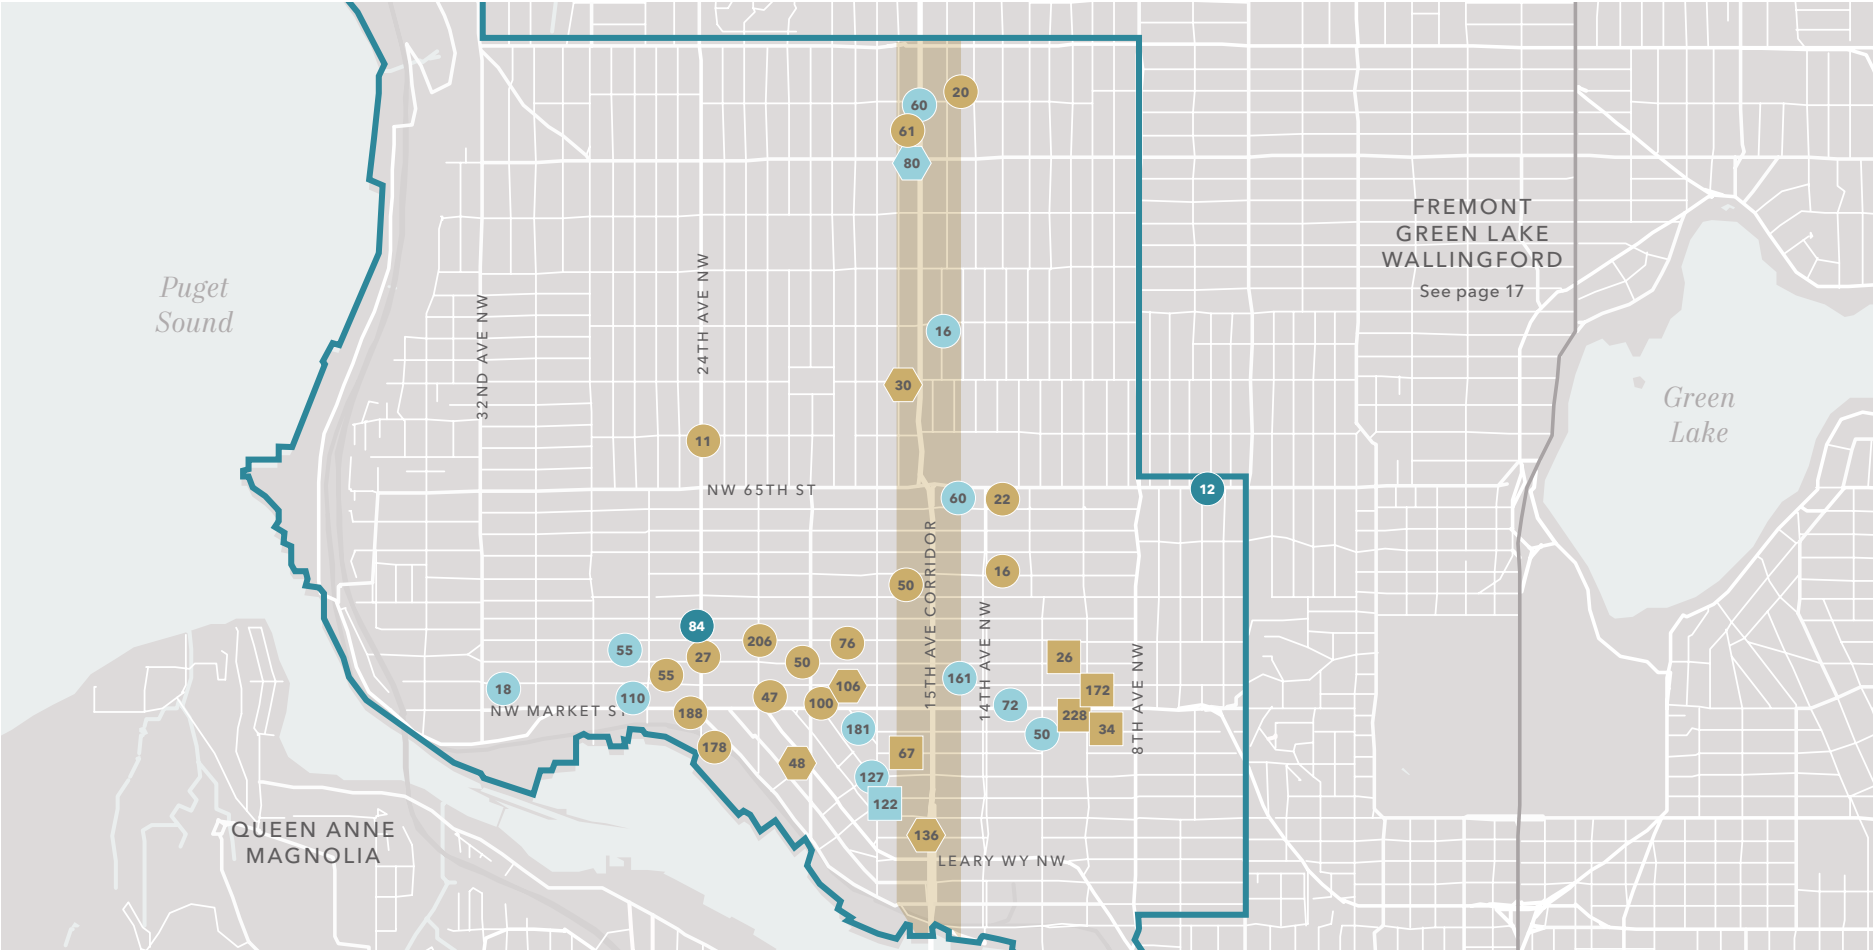 20
60
61
80
FREMONT
GREEN LAKE
WALLINGFORD
See page 17
Puget
Sound
32ND AVE NW
24TH AVE NW
16
30
Green
Lake
11
NW 65TH ST
60
22
12
15TH AVE CORRIDOR
50
16
14TH AVE NW
8TH AVE NW
84
55
27
206
50
76
26
18
55
110
47
100
106
161
172
NW MARKET ST
188
181
72
228
34
50
178
48
67
127
122
136
LEARY WY NW
QUEEN ANNE
MAGNOLIA